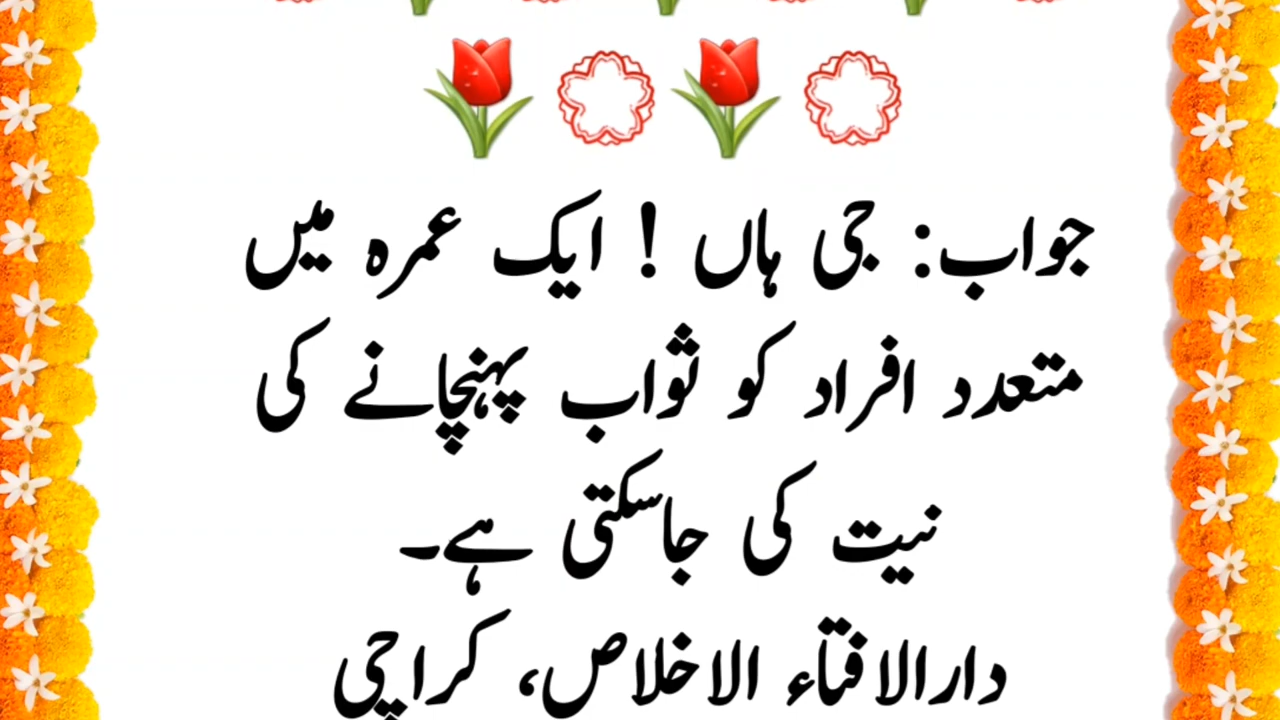 جواب: جی ہاں ! ایک عمرہ میں
متعدد افراد کو ثواب پہنچانے کی
نیت کی جاسکتی ہے۔
دارالافتاء الاخلاص، کراچی